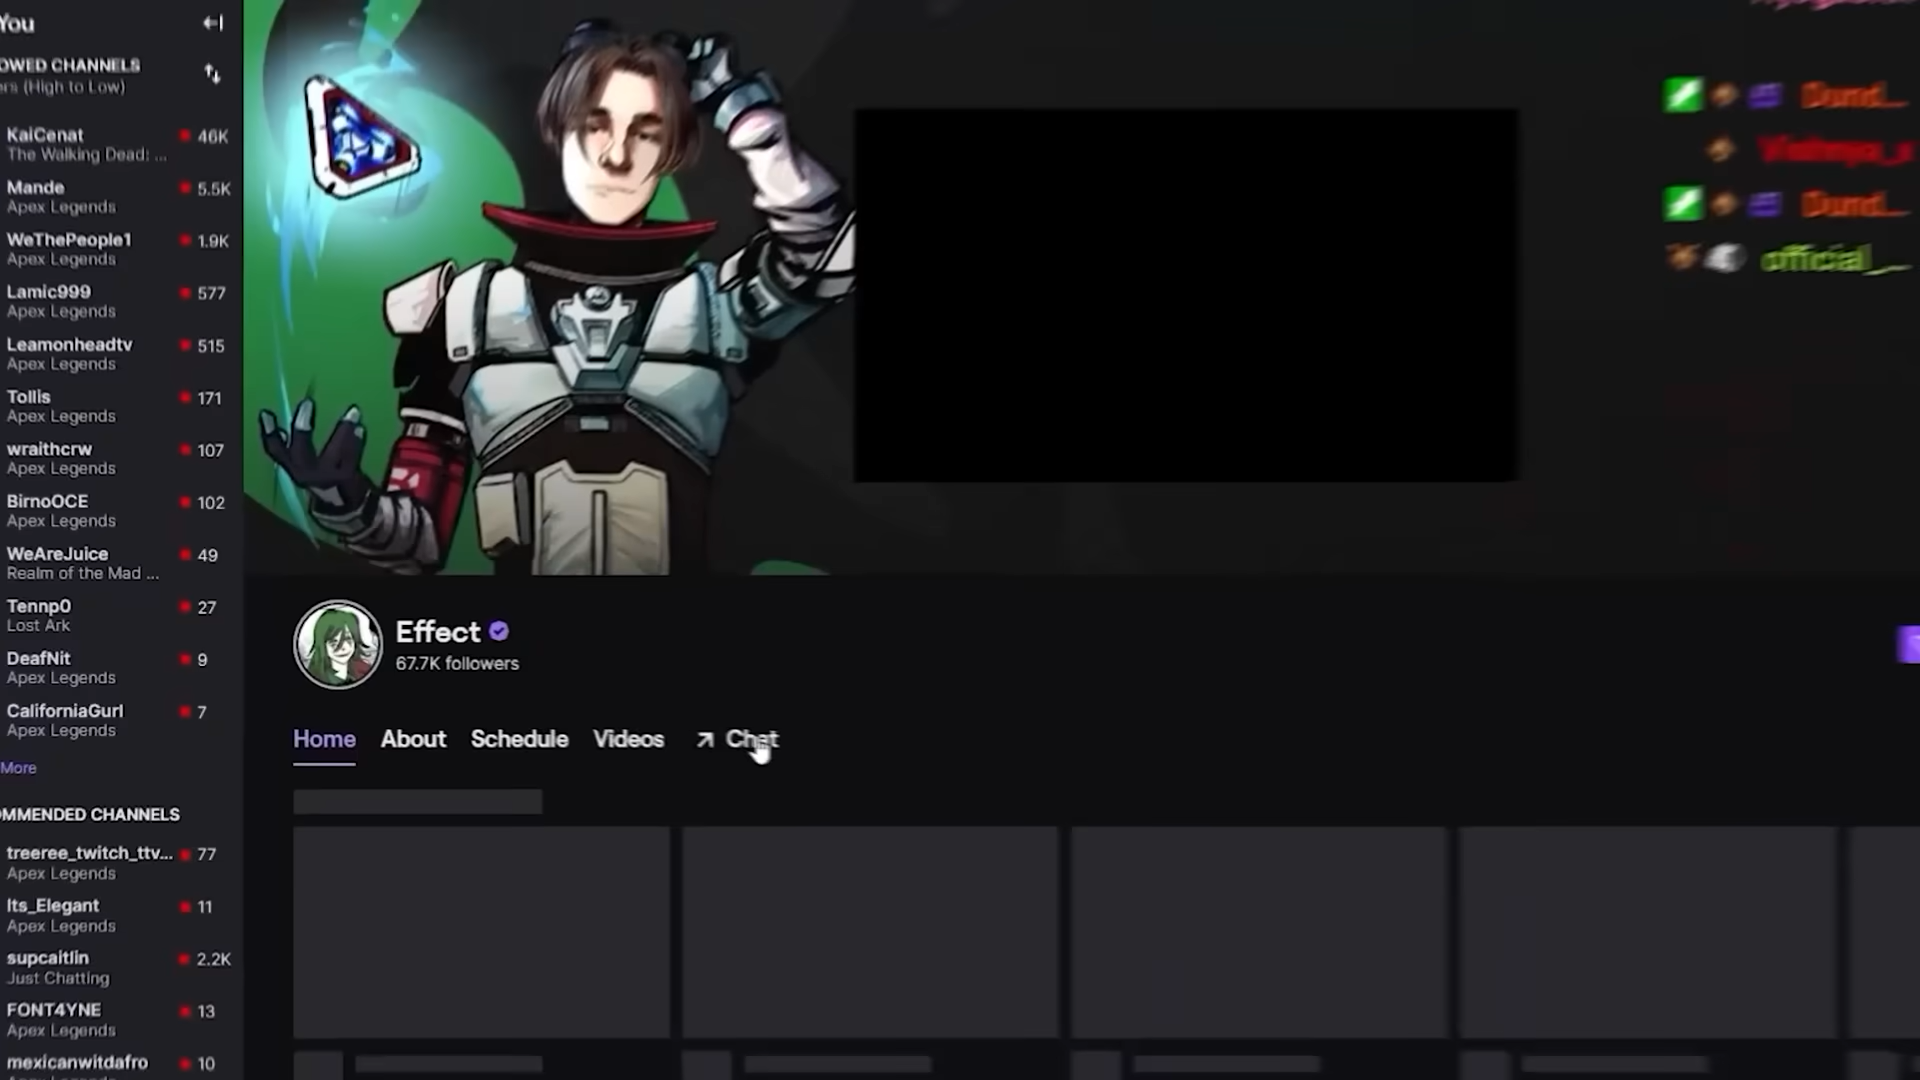 You
OWED CHANNELS
ers (High to Low)
KaiCenat 46K
The Walking Dead: ...
Mande 5.5K
Apex Legends
WeThePeople1 1.9K
Apex Legends
Lamic999 577
Apex Legends
Leamonheadtv 515
Apex Legends
Tollis 171
Apex Legends
wraithcrw 107
Apex Legends
BirnoOCE 102
Apex Legends
WeAreJuice 49
Realm of the Mad ...
Tennp0 27
Lost Ark
DeafNit 9
Apex Legends
CaliforniaGurl 7
Apex Legends
More
OMMENDED CHANNELS
treeree_twitch_ttv... 77
Apex Legends
Its_Elegant 11
Apex Legends
supcaitlin 2.2K
Just Chatting
FONT4YNE 13
Apex Legends
mexicanwitdafro 10
Effect
67.7K followers
Home About Schedule Videos Chat
Dund...
Dund...
official_...